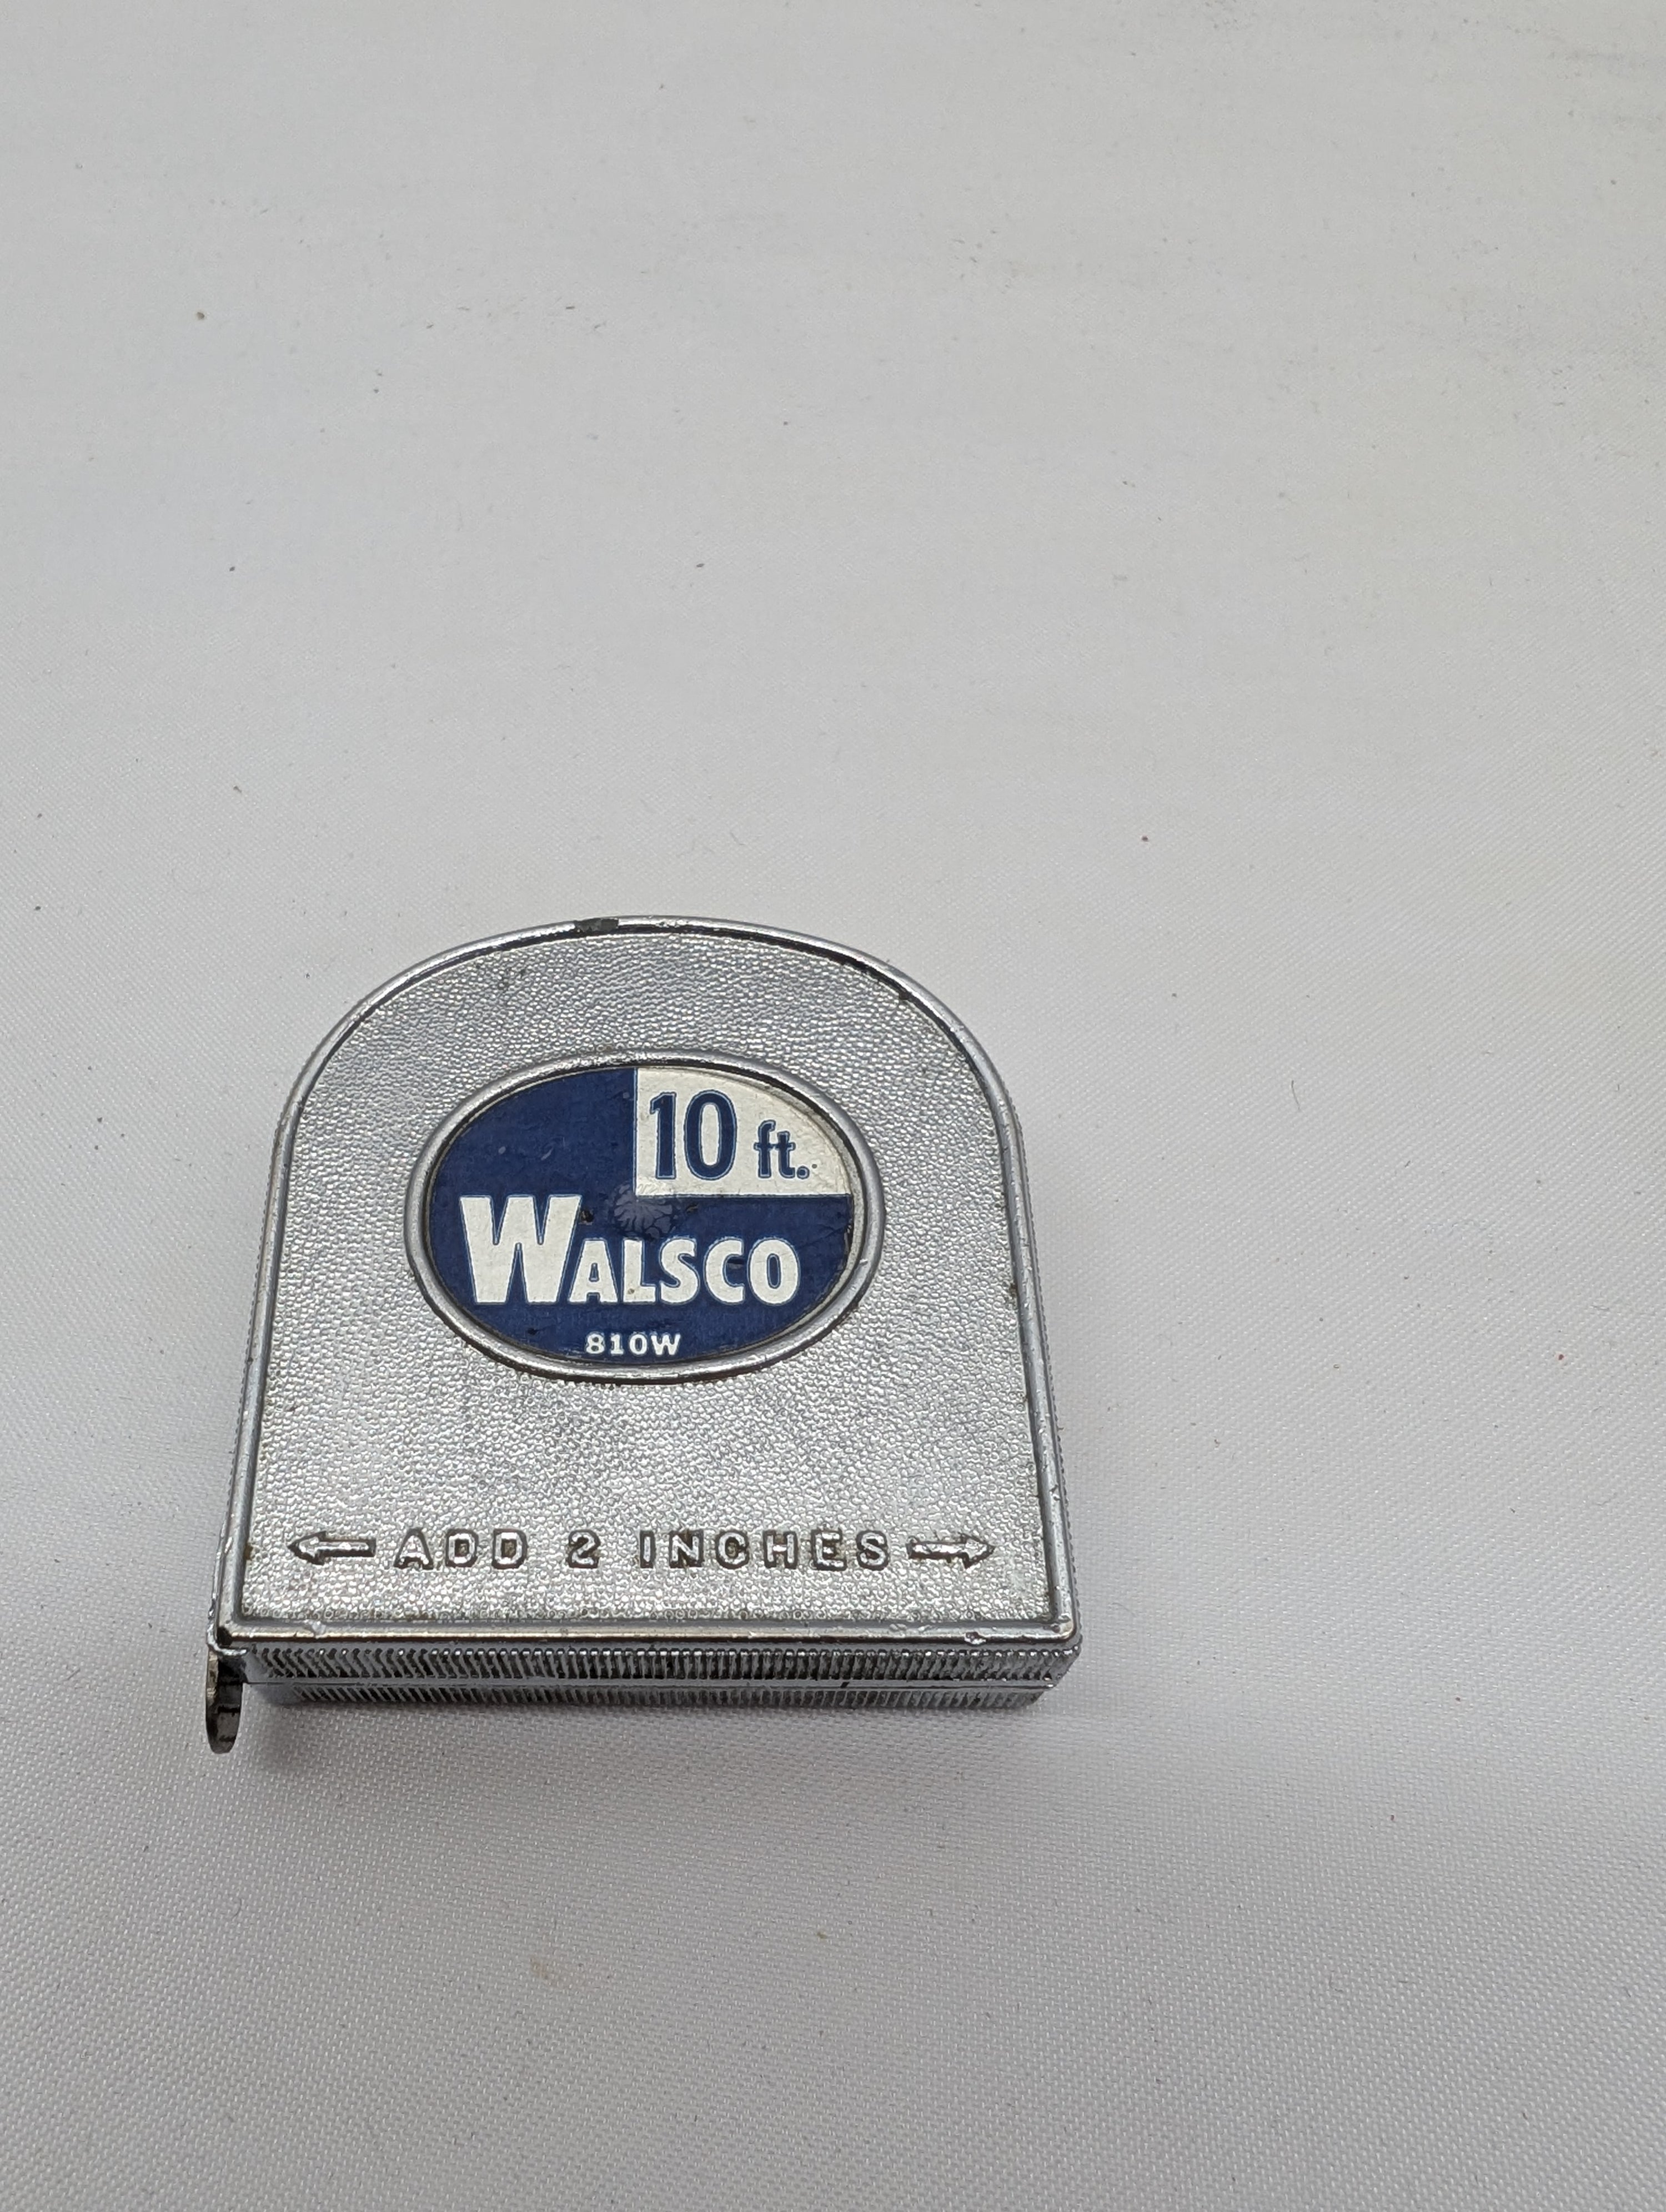 10 ft.
WALSCO
810W
← ADD 2 INCHES →